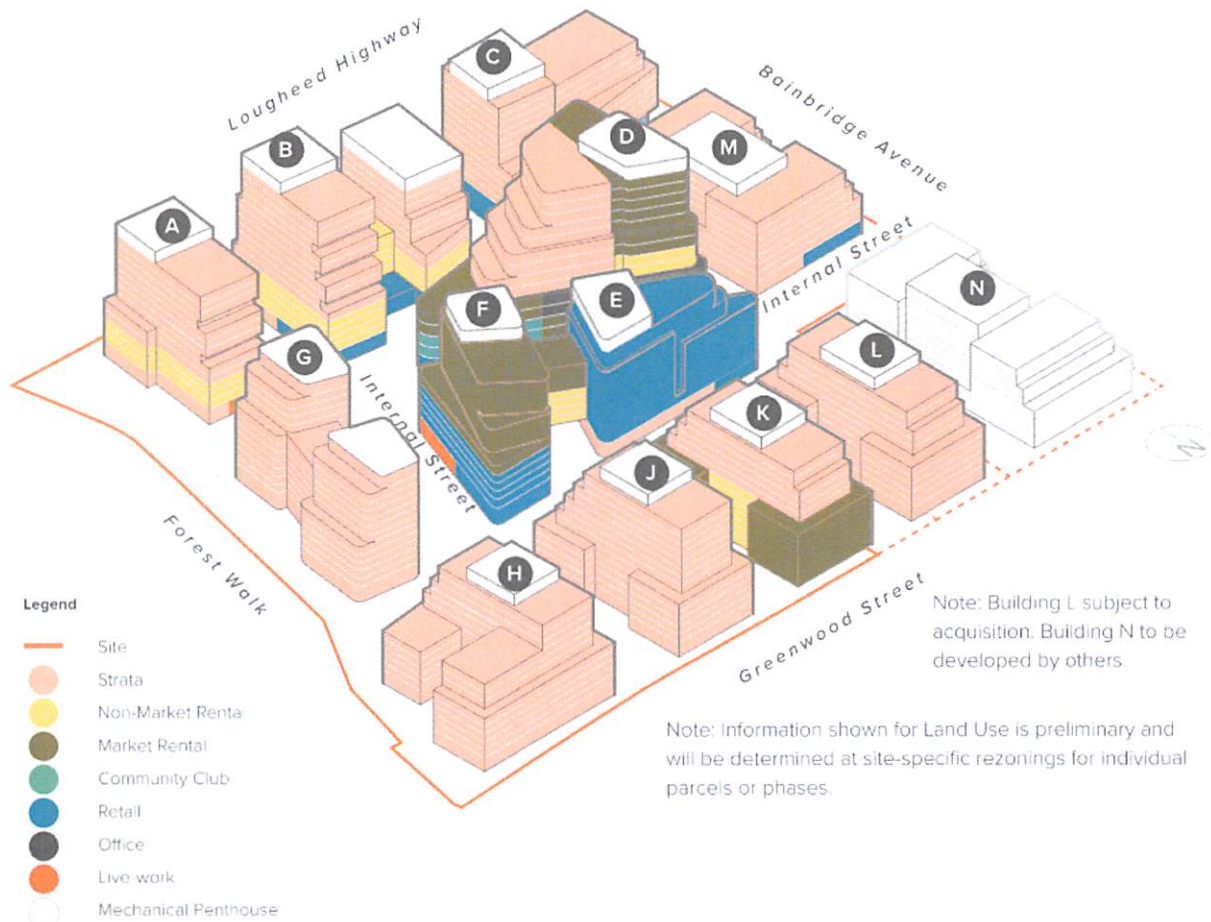 Lougheed Highway
C
Bainbridge Avenue
B
D
M
A
Internal Street
E
N
F
G
L
Internal Street
K
J
N
Forest Walk
H
Greenwood Street
Legend
Site
Strata
Non-Market Rental
Market Rental
Community Club
Retail
Office
Live-work
Mechanical Penthouse
Note: Building L subject to
acquisition. Building N to be
developed by others
Note: Information shown for Land Use is preliminary and
will be determined at site-specific rezonings for individual
parcels or phases.